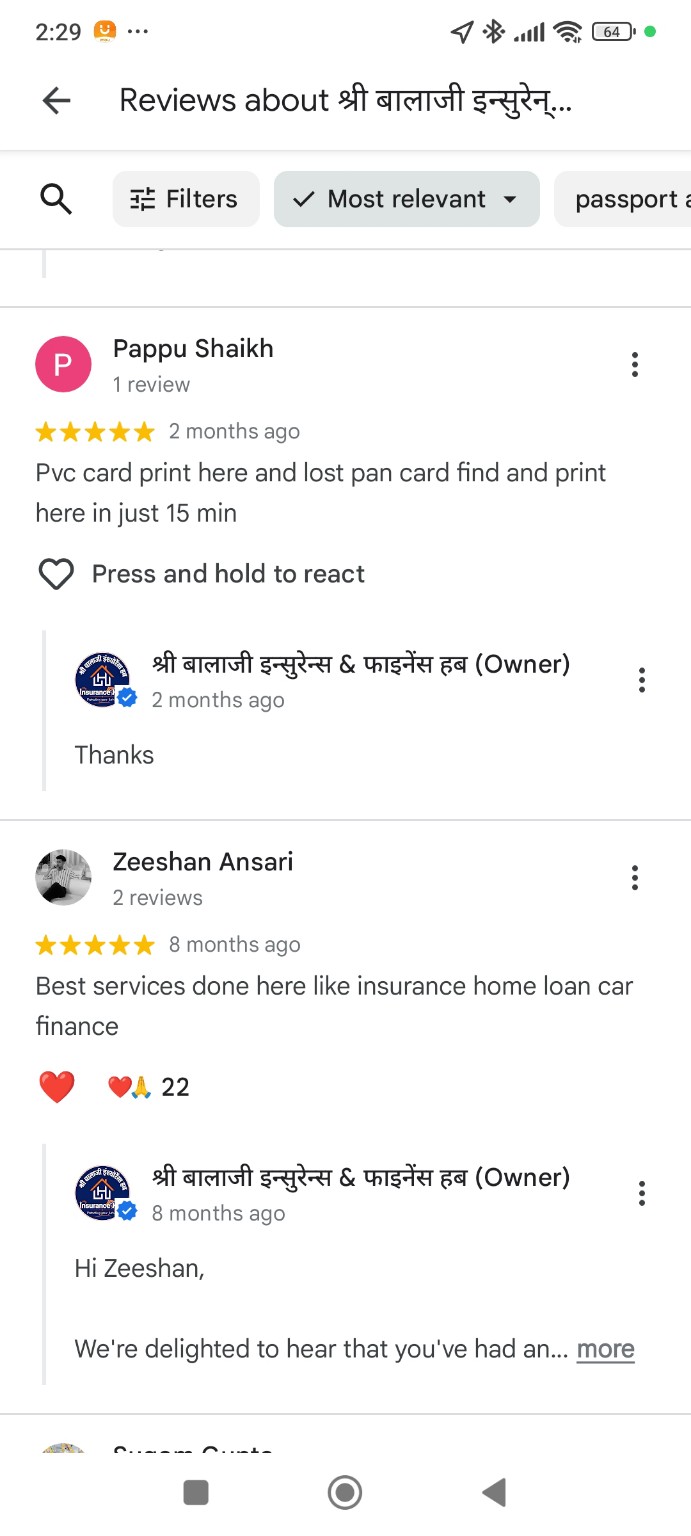 2:29
64
Reviews about श्री बालाजी इन्सुरेन्...
Filters
Most relevant
passport a
P
Pappu Shaikh
1 review
2 months ago
Pvc card print here and lost pan card find and print
here in just 15 min
Press and hold to react
श्री बालाजी इन्सुरेन्स & फाइनेंस हब (Owner)
2 months ago
Thanks
Zeeshan Ansari
2 reviews
8 months ago
Best services done here like insurance home loan car
finance
22
श्री बालाजी इन्सुरेन्स & फाइनेंस हब (Owner)
8 months ago
Hi Zeeshan,
We're delighted to hear that you've had an... more